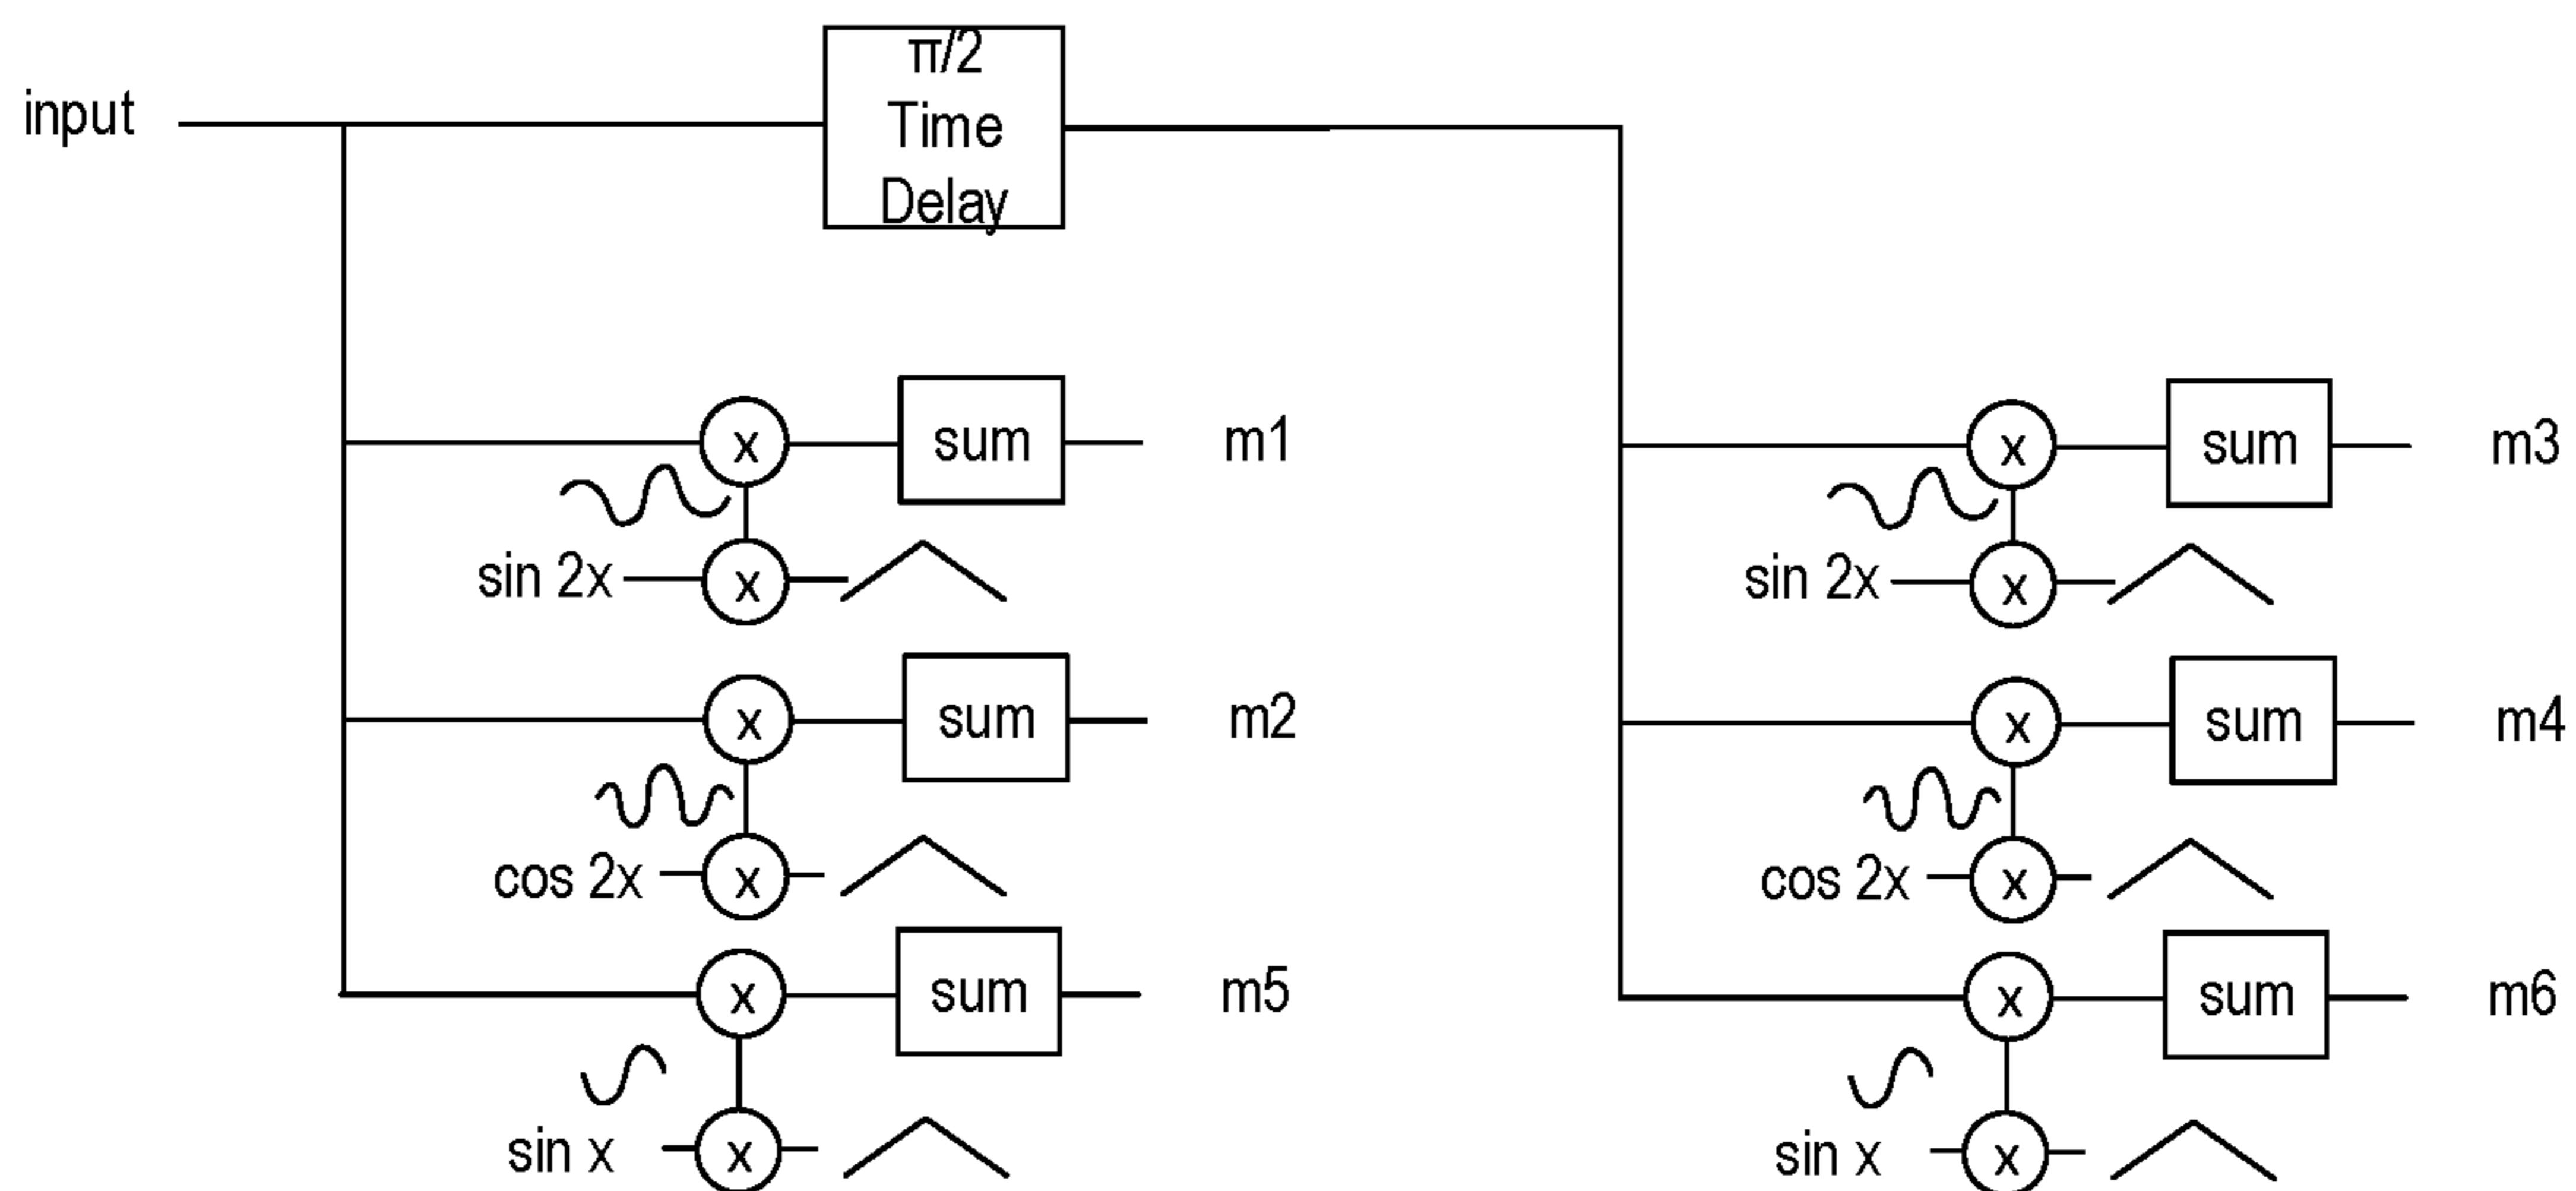 π/2
Time
Delay
input
x
sum
m1
sin 2x
x
x
sum
m2
cos 2x
x
x
sum
m5
sin x
x
x
sum
m3
sin 2x
x
x
sum
m4
cos 2x
x
x
sum
m6
sin x
x